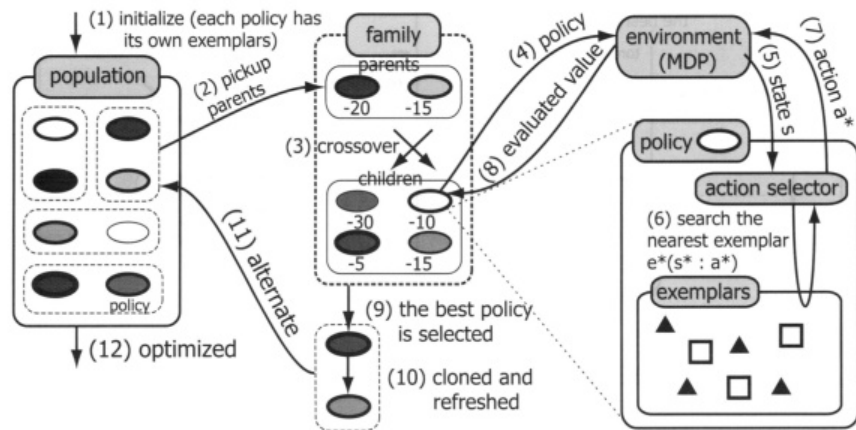 (1) initialize (each policy has
its own exemplars)
population
(2) pickup
parents
policy
(12) optimized
family
parents
-20 -15
(3) crossover
children
-30 -10
-5 -15
(11) alternate
(9) the best policy
is selected
(10) cloned and
refreshed
(4) policy
(8) evaluated value
environment
(MDP)
(5) state s
(7) action a*
policy
action selector
(6) search the
nearest exemplar
e*(s* : a*)
exemplars